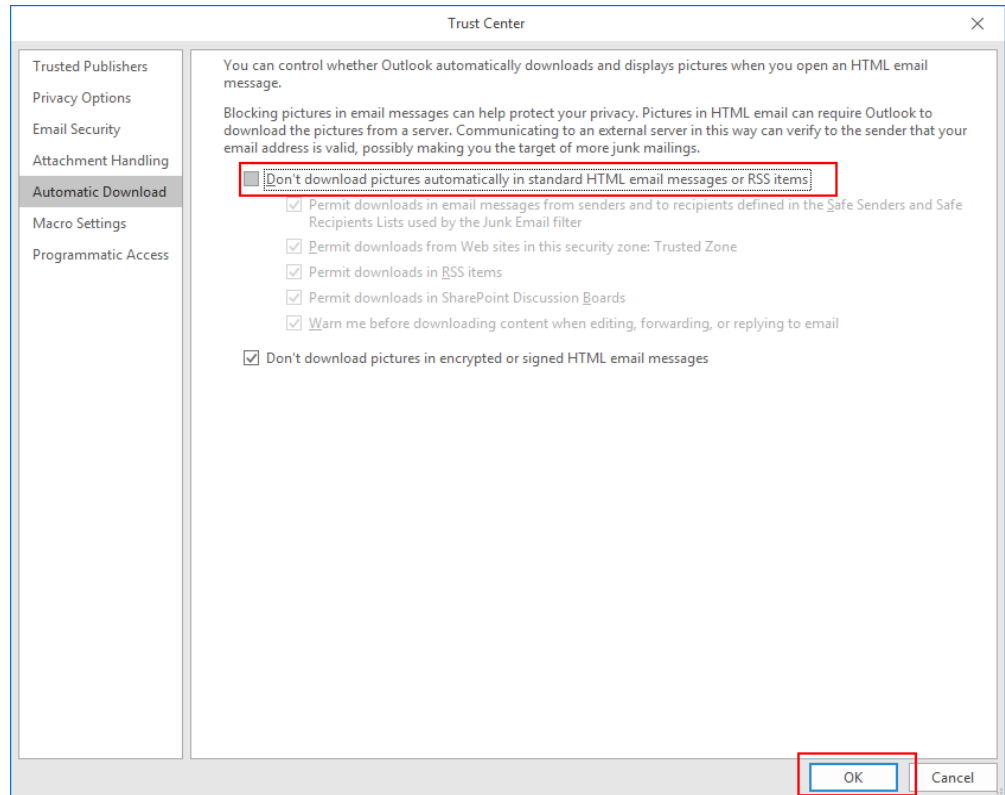 Trust Center
Trusted Publishers
Privacy Options
Email Security
Attachment Handling
Automatic Download
Macro Settings
Programmatic Access
You can control whether Outlook automatically downloads and displays pictures when you open an HTML email
message.
Blocking pictures in email messages can help protect your privacy. Pictures in HTML email can require Outlook to
download the pictures from a server. Communicating to an external server in this way can verify to the sender that your
email address is valid, possibly making you the target of more junk mailings.
Don't download pictures automatically in standard HTML email messages or RSS items
Permit downloads in email messages from senders and to recipients defined in the Safe Senders and Safe
Recipients Lists used by the Junk Email filter
Permit downloads from Web sites in this security zone: Trusted Zone
Permit downloads in RSS items
Permit downloads in SharePoint Discussion Boards
Warn me before downloading content when editing, forwarding, or replying to email
Don't download pictures in encrypted or signed HTML email messages
OK
Cancel